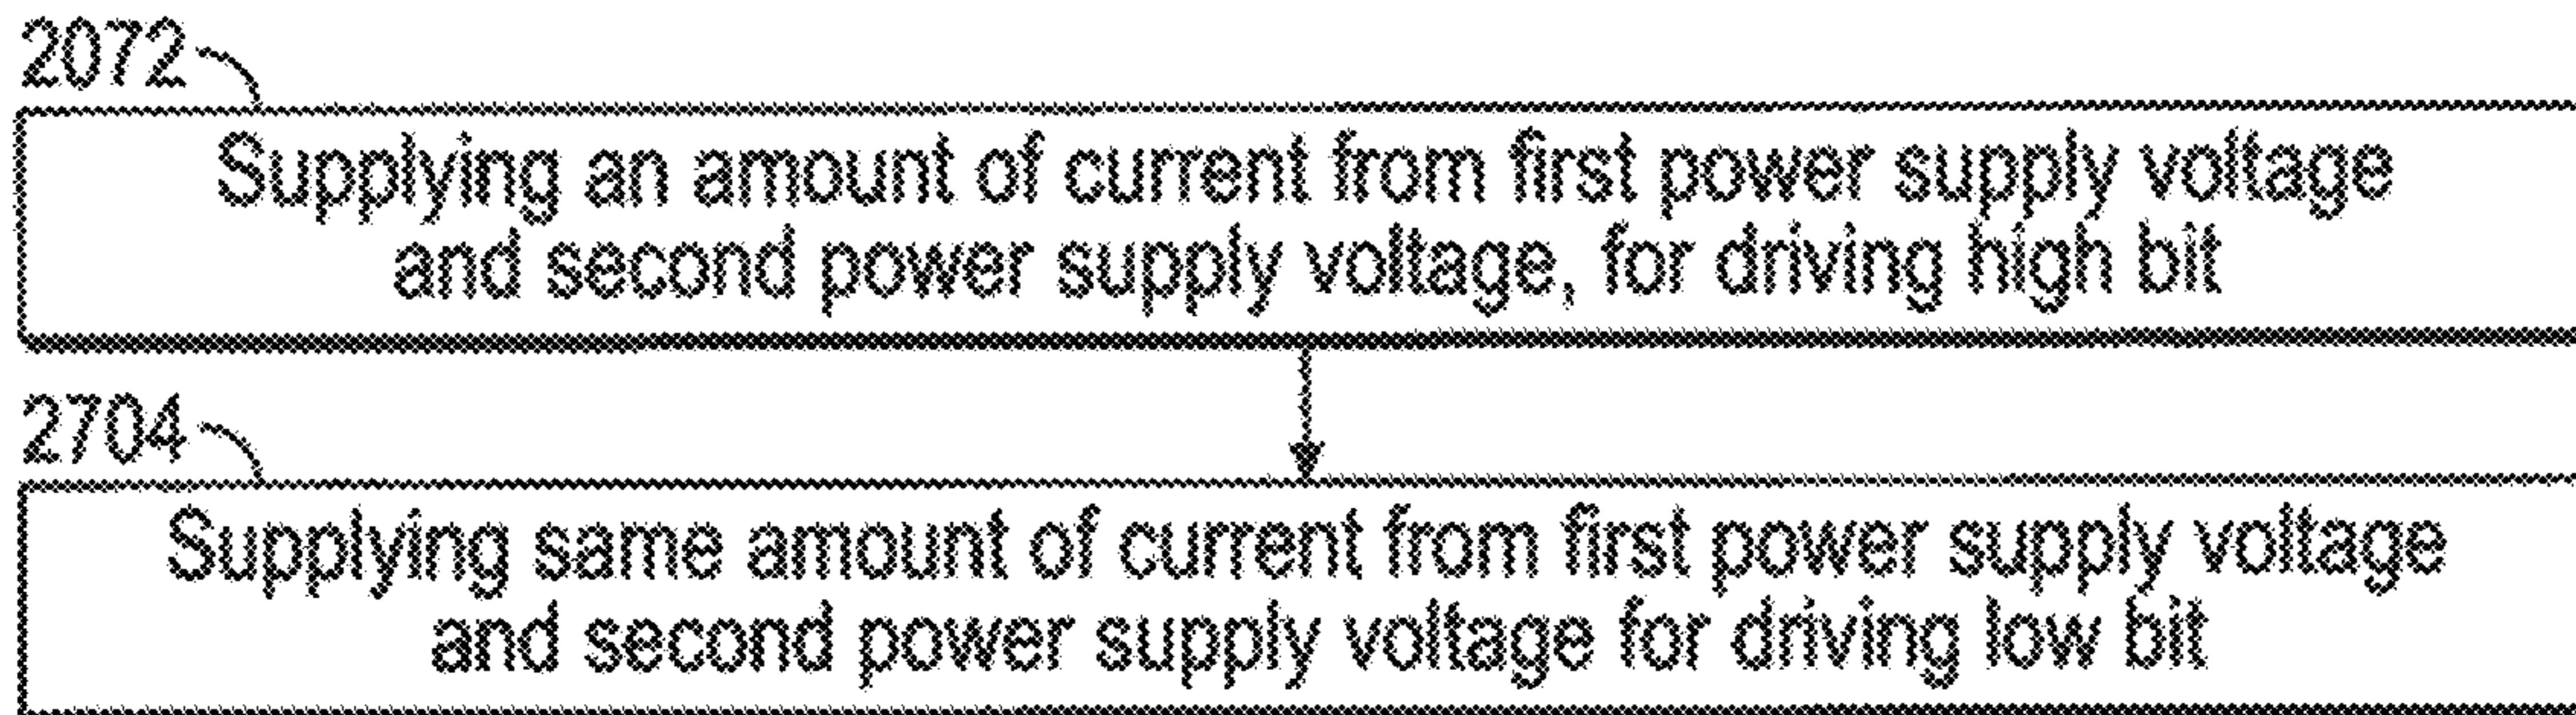 2072
Supplying an amount of current from first power supply voltage
and second power supply voltage, for driving high bit
2704
Supplying same amount of current from first power supply voltage
and second power supply voltage for driving low bit